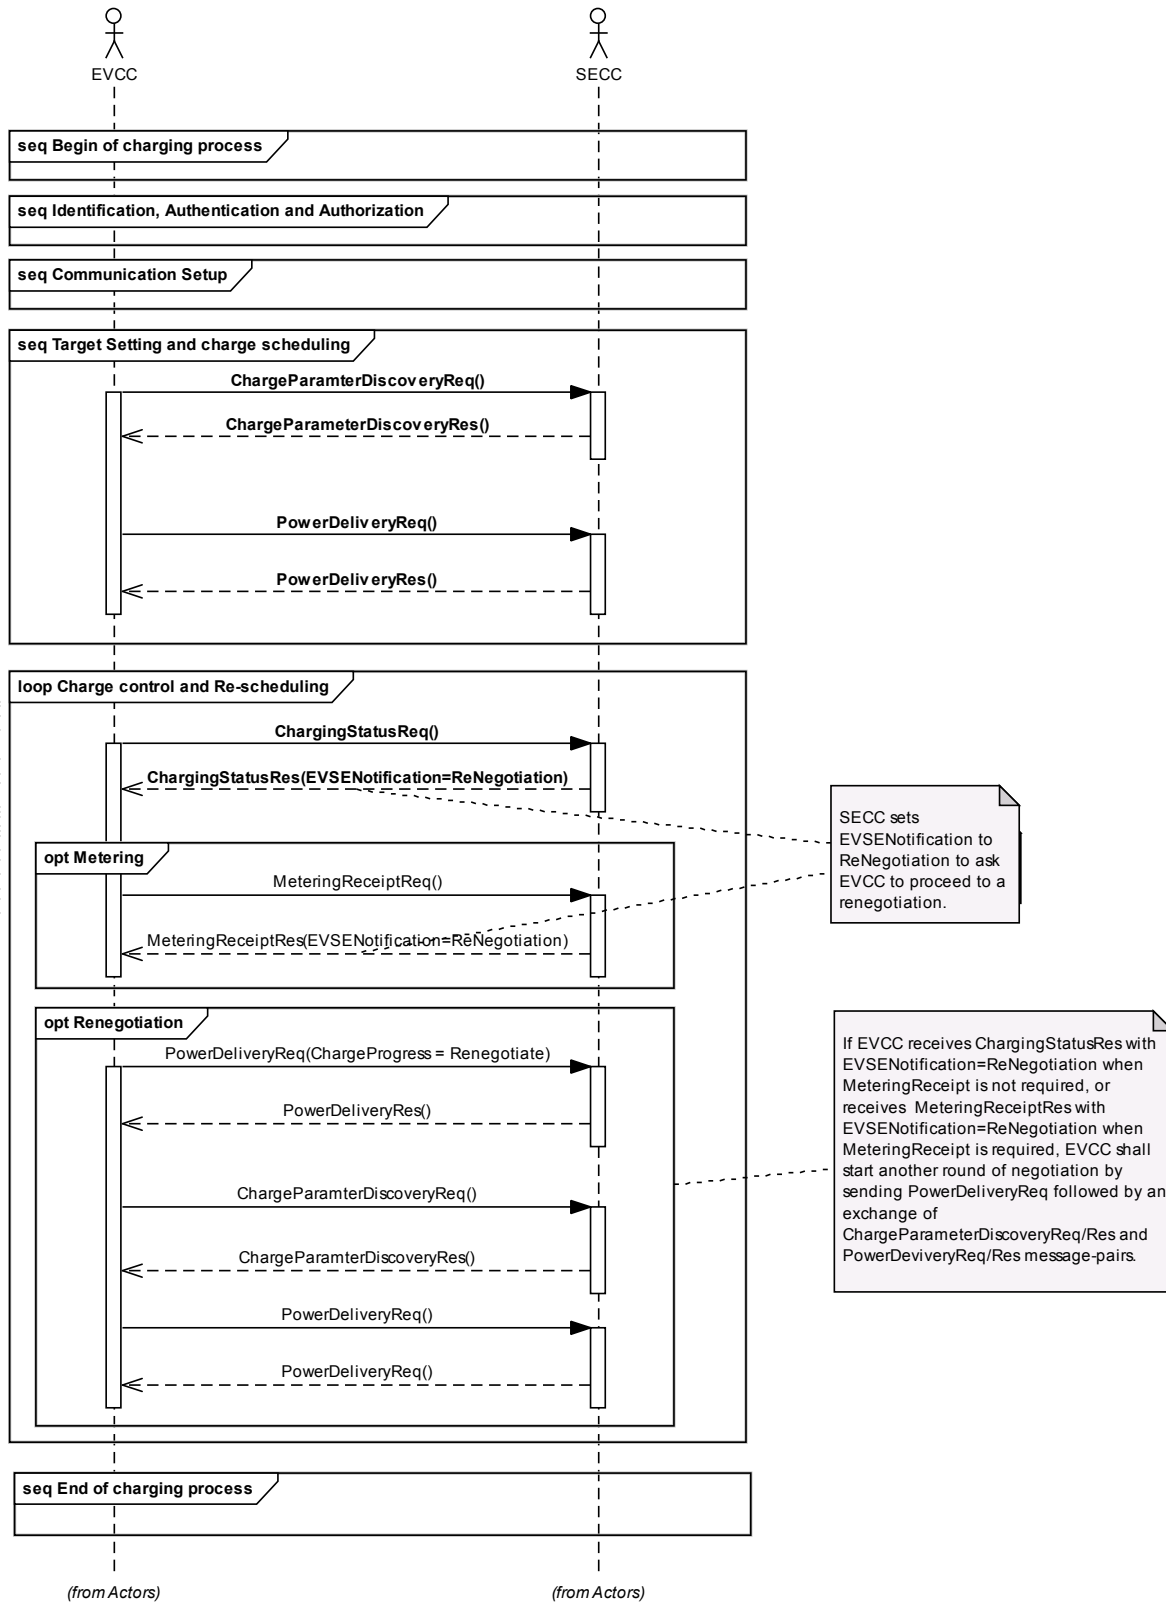 EVCC
SECC
seq Begin of charging process
seq Identification, Authentication and Authorization
seq Communication Setup
seq Target Setting and charge scheduling
ChargeParamterDiscoveryReq()
ChargeParameterDiscoveryRes()
PowerDeliveryReq()
PowerDeliveryRes()
loop Charge control and Re-scheduling
ChargingStatusReq()
ChargingStatusRes(EVSENotification=ReNegotiation)
SECC sets
EVSENotification to
ReNegotiation to ask
EVCC to proceed to a
renegotiation.
opt Metering
MeteringReceiptReq()
MeteringReceiptRes(EVSENotification=ReNegotiation)
opt Renegotiation
PowerDeliveryReq(ChargeProgress = Renegotiate)
PowerDeliveryRes()
ChargeParamterDiscoveryReq()
ChargeParamterDiscoveryRes()
PowerDeliveryReq()
PowerDeliveryReq()
If EVCC receives ChargingStatusRes with
EVSENotification=ReNegotiation when
MeteringReceipt is not required, or
receives MeteringReceiptRes with
EVSENotification=ReNegotiation when
MeteringReceipt is required, EVCC shall
start another round of negotiation by
sending PowerDeliveryReq followed by an
exchange of
ChargeParameterDiscoveryReq/Res and
PowerDeviveryReq/Res message-pairs.
seq End of charging process
(from Actors)
(from Actors)